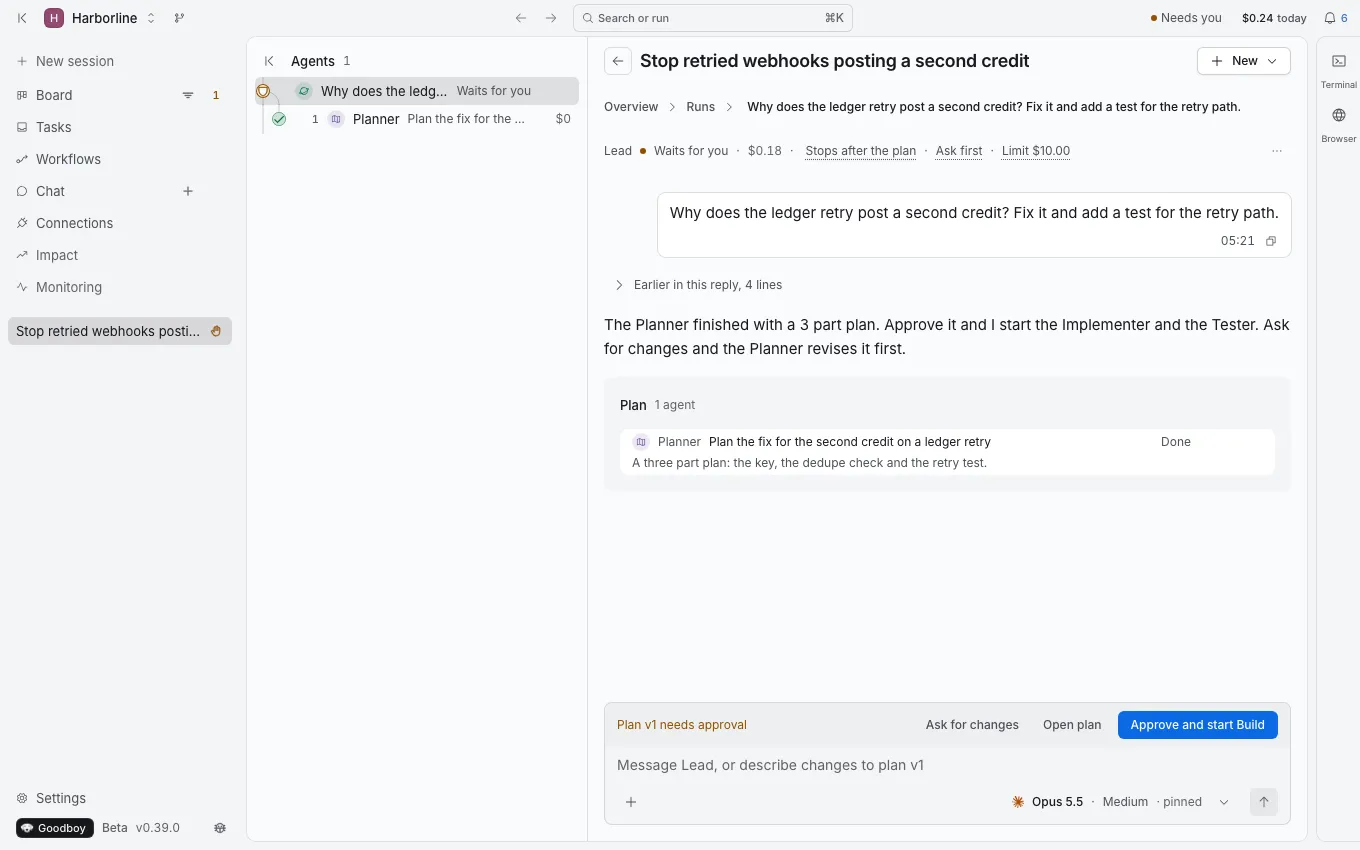 H Harborline
Search or run ⌘K
Needs you $0.24 today 6
New session
Board 1
Tasks
Workflows
Chat
Connections
Impact
Monitoring
Stop retried webhooks posti...
Settings
Goodboy Beta v0.39.0
Agents 1
Why does the ledg... Waits for you
1 Planner Plan the fix for the ... $0
Stop retried webhooks posting a second credit
New
Overview Runs Why does the ledger retry post a second credit? Fix it and add a test for the retry path.
Lead Waits for you · $0.18 · Stops after the plan · Ask first · Limit $10.00
Why does the ledger retry post a second credit? Fix it and add a test for the retry path.
05:21
Earlier in this reply, 4 lines
The Planner finished with a 3 part plan. Approve it and I start the Implementer and the Tester. Ask
for changes and the Planner revises it first.
Plan 1 agent
Planner Plan the fix for the second credit on a ledger retry Done
A three part plan: the key, the dedupe check and the retry test.
Plan v1 needs approval Ask for changes Open plan Approve and start Build
Message Lead, or describe changes to plan v1
Opus 5.5 · Medium · pinned
Terminal
Browser